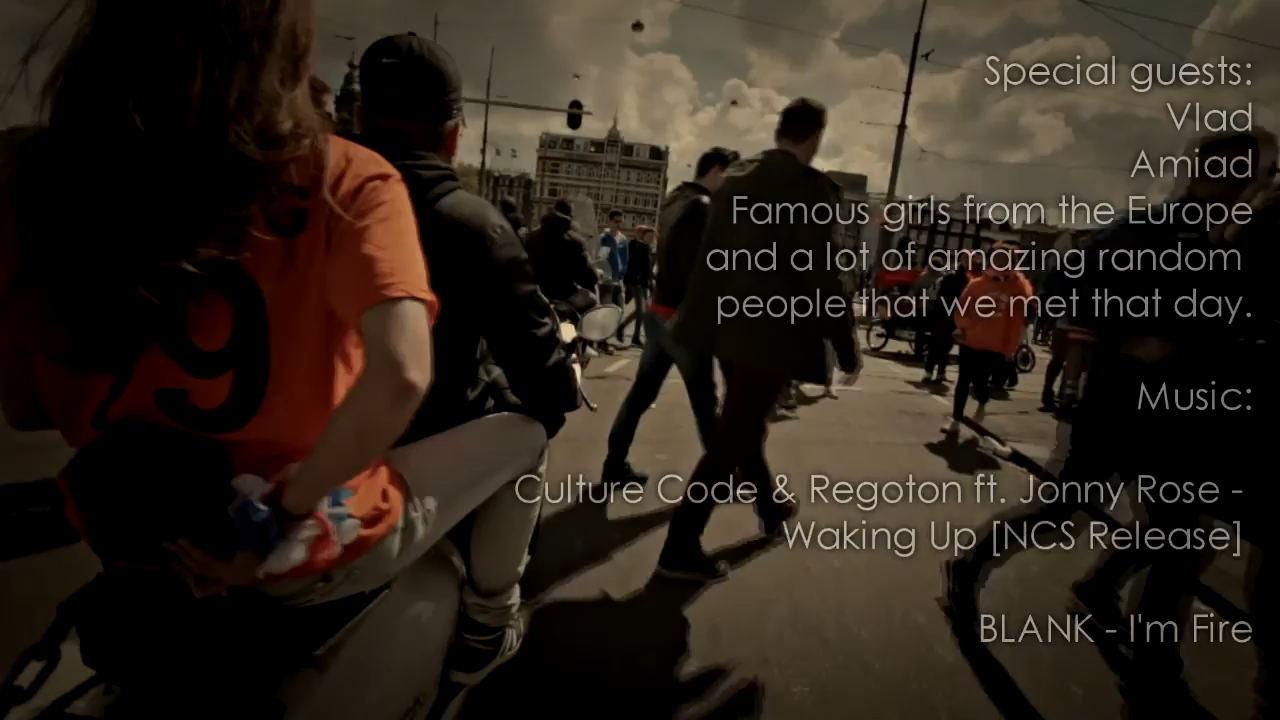 Special guests:
Vlad
Amiad
Famous girls from the Europe
and a lot of amazing random
people that we met that day.
Music:
Culture Code & Regoton ft. Jonny Rose -
Waking Up [NCS Release]
BLANK - I'm Fire
9